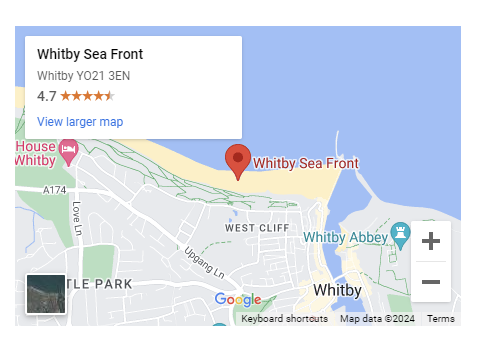 Whitby Sea Front
Whitby YO21 3EN
4.7
View larger map
House
Whitby
Whitby Sea Front
A174
Love Ln
WEST CLIFF
Whitby Abbey
Upgang Ln
TLE PARK
Whitby
Google
Keyboard shortcuts Map data ©2024 Terms